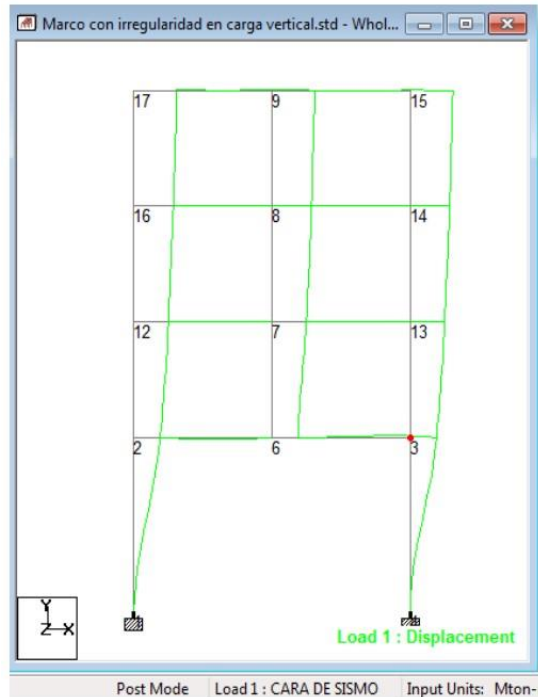 Marco con irregularidad en carga vertical.std - Whol...
17 9 15
16 8 14
12 7 13
2 6 3
Y
Z X
Load 1 : Displacement
Post Mode Load 1 : CARA DE SISMO Input Units: Mton-